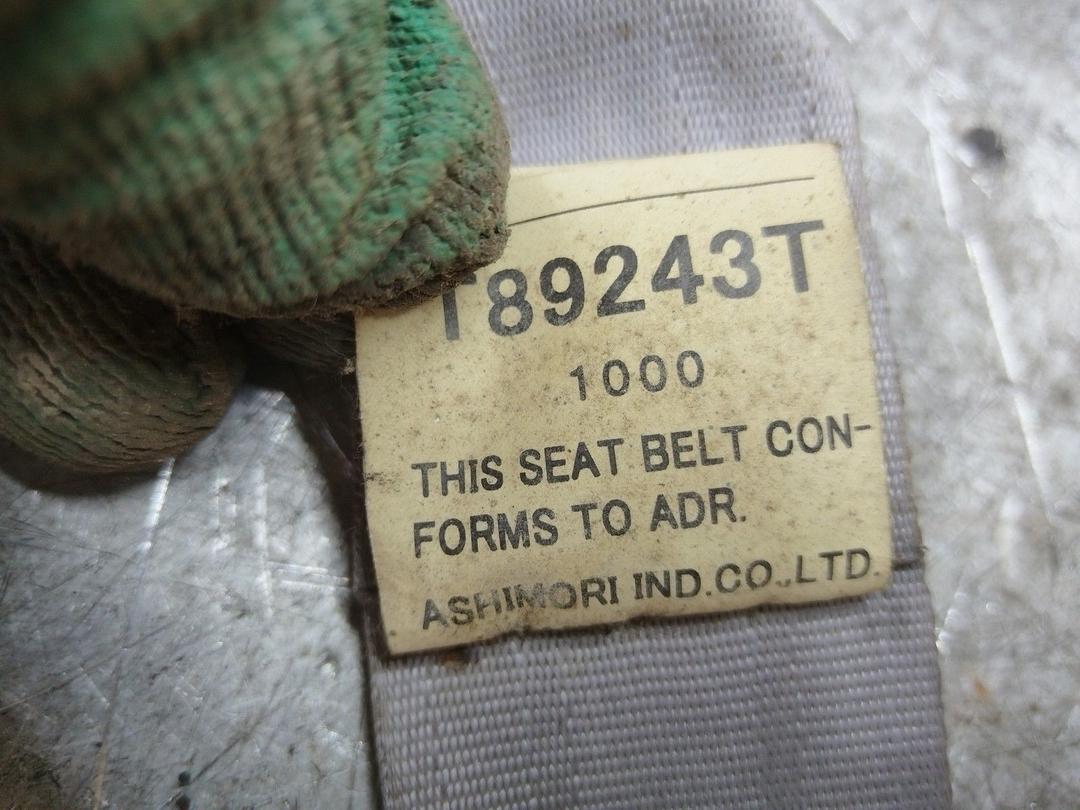 T89243T
1000
THIS SEAT BELT CON-
FORMS TO ADR.
ASHIMORI IND.CO.,LTD.